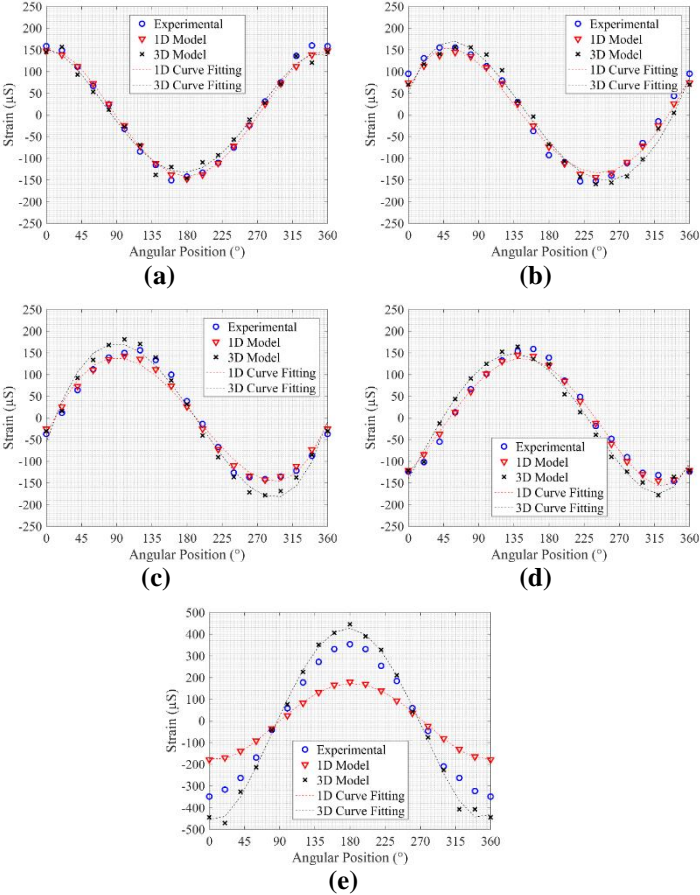 250
200
150
100
50
0
-50
-100
-150
-200
-250
Strain (µS)
0 45 90 135 180 225 270 315 360
Angular Position (°)
Experimental
1D Model
3D Model
1D Curve Fitting
3D Curve Fitting
(a)
250
200
150
100
50
0
-50
-100
-150
-200
-250
Strain (µS)
0 45 90 135 180 225 270 315 360
Angular Position (°)
Experimental
1D Model
3D Model
1D Curve Fitting
3D Curve Fitting
(b)
250
200
150
100
50
0
-50
-100
-150
-200
-250
Strain (µS)
0 45 90 135 180 225 270 315 360
Angular Position (°)
Experimental
1D Model
3D Model
1D Curve Fitting
3D Curve Fitting
(c)
250
200
150
100
50
0
-50
-100
-150
-200
-250
Strain (µS)
0 45 90 135 180 225 270 315 360
Angular Position (°)
Experimental
1D Model
3D Model
1D Curve Fitting
3D Curve Fitting
(d)
500
400
300
200
100
0
-100
-200
-300
-400
-500
Strain (µS)
0 45 90 135 180 225 270 315 360
Angular Position (°)
Experimental
1D Model
3D Model
1D Curve Fitting
3D Curve Fitting
(e)